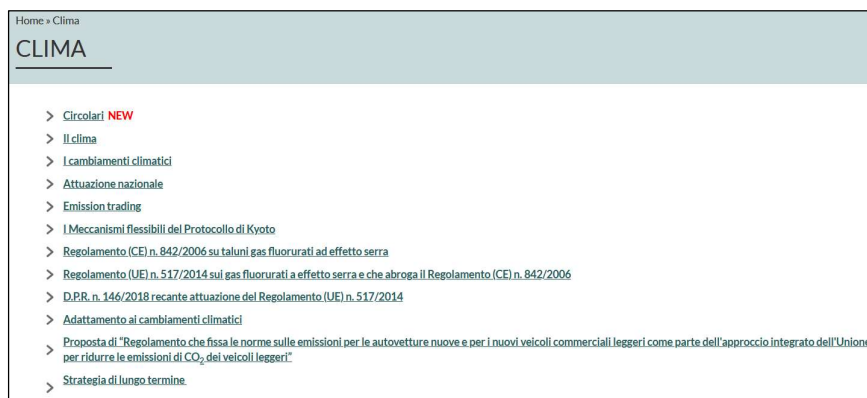 Home » Clima
CLIMA
Circolari NEW
Il clima
I cambiamenti climatici
Attuazione nazionale
Emission trading
I Meccanismi flessibili del Protocollo di Kyoto
Regolamento (CE) n. 842/2006 su taluni gas fluorurati ad effetto serra
Regolamento (UE) n. 517/2014 sui gas fluorurati a effetto serra e che abroga il Regolamento (CE) n. 842/2006
D.P.R. n. 146/2018 recante attuazione del Regolamento (UE) n. 517/2014
Adattamento ai cambiamenti climatici
Proposta di “Regolamento che fissa le norme sulle emissioni per le autovetture nuove e per i nuovi veicoli commerciali leggeri come parte dell'approccio integrato dell'Unione
per ridurre le emissioni di CO₂ dei veicoli leggeri”
Strategia di lungo termine